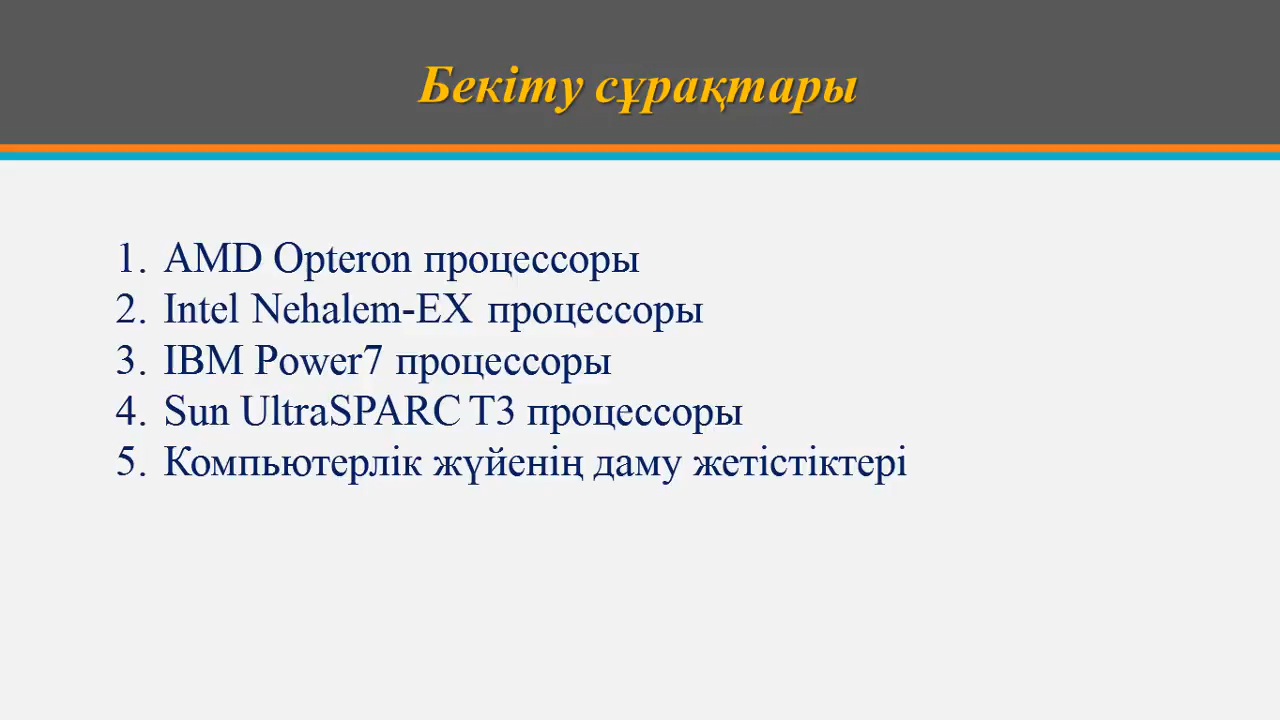 Бекіту сұрақтары
1. AMD Opteron процессоры
2. Intel Nehalem-EX процессоры
3. IBM Power7 процессоры
4. Sun UltraSPARC T3 процессоры
5. Компьютерлік жүйенің даму жетістіктері